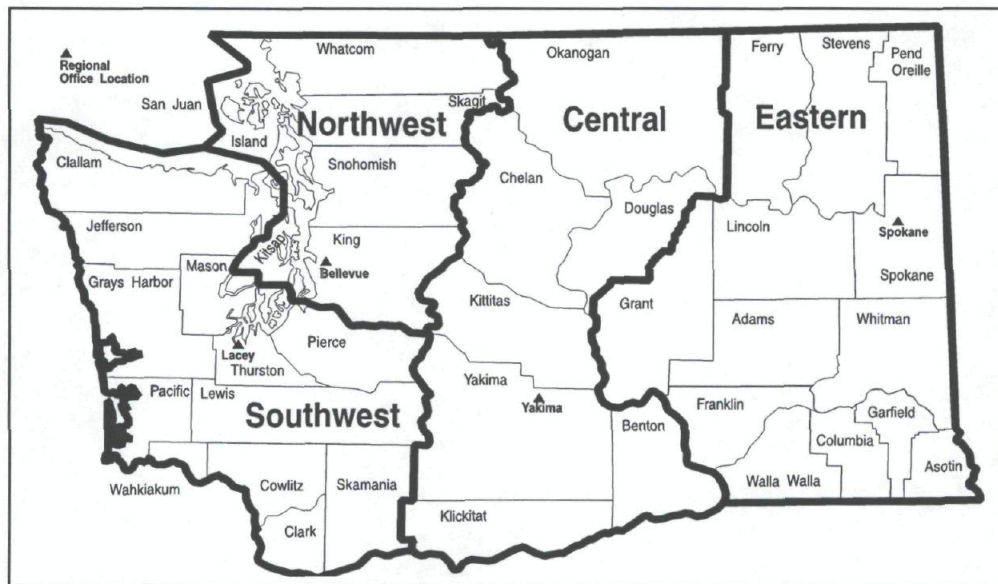 ▲
Regional
Office Location
Whatcom
Okanogan
Ferry
Stevens
Pend
Oreille
San Juan
Skagit
Northwest
Central
Eastern
Island
Clallam
Snohomish
Chelan
Douglas
Lincoln
▲
Spokane
Jefferson
King
Kitsap
▲
Bellevue
Mason
Spokane
Grays Harbor
Kittitas
Grant
Adams
Whitman
▲
Lacey
Thurston
Pierce
Pacific
Lewis
Yakima
▲
Yakima
Franklin
Garfield
Southwest
Benton
Columbia
Asotin
Wahkiakum
Cowlitz
Skamania
Walla Walla
Clark
Klickitat